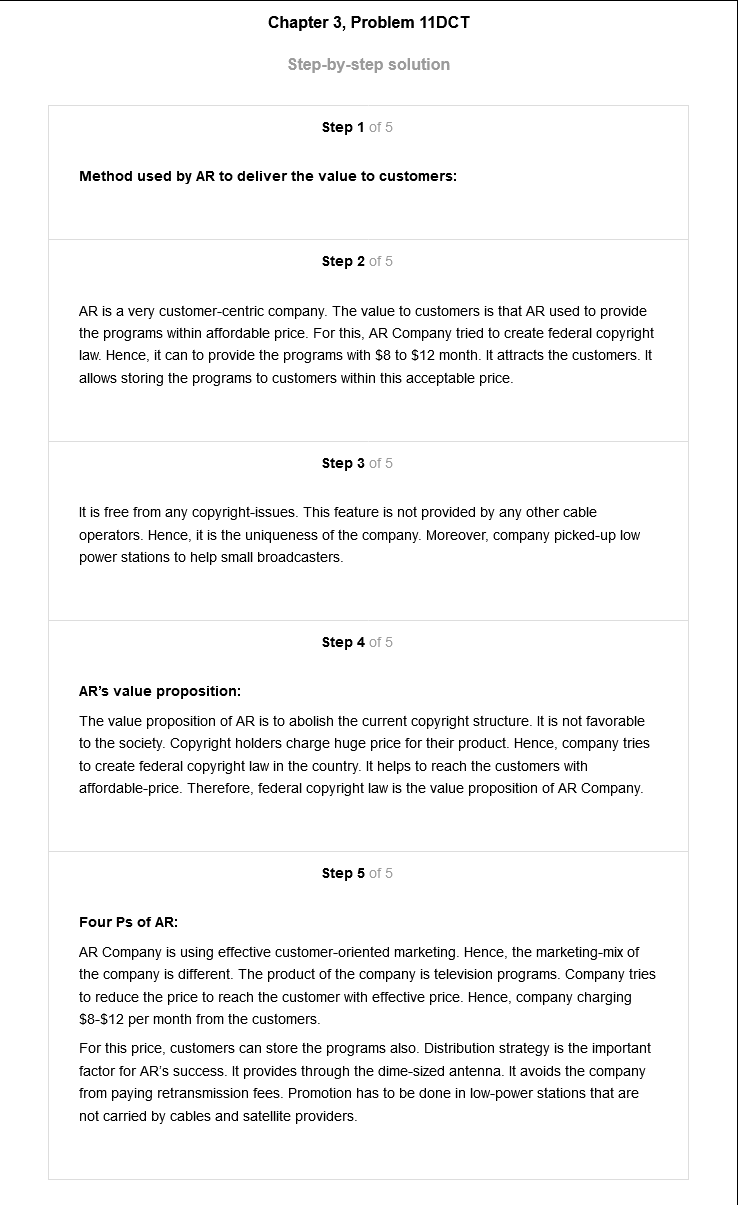 Chapter 3, Problem 11DCT
Step-by-step solution
Step 1 of 5
Method used by AR to deliver the value to customers:
Step 2 of 5
AR is a very customer-centric company. The value to customers is that AR used to provide
the programs within affordable price. For this, AR Company tried to create federal copyright
law. Hence, it can to provide the programs with $8 to $12 month. It attracts the customers. It
allows storing the programs to customers within this acceptable price.
Step 3 of 5
It is free from any copyright-issues. This feature is not provided by any other cable
operators. Hence, it is the uniqueness of the company. Moreover, company picked-up low
power stations to help small broadcasters.
Step 4 of 5
AR’s value proposition:
The value proposition of AR is to abolish the current copyright structure. It is not favorable
to the society. Copyright holders charge huge price for their product. Hence, company tries
to create federal copyright law in the country. It helps to reach the customers with
affordable-price. Therefore, federal copyright law is the value proposition of AR Company.
Step 5 of 5
Four Ps of AR:
AR Company is using effective customer-oriented marketing. Hence, the marketing-mix of
the company is different. The product of the company is television programs. Company tries
to reduce the price to reach the customer with effective price. Hence, company charging
$8-$12 per month from the customers.
For this price, customers can store the programs also. Distribution strategy is the important
factor for AR’s success. It provides through the dime-sized antenna. It avoids the company
from paying retransmission fees. Promotion has to be done in low-power stations that are
not carried by cables and satellite providers.